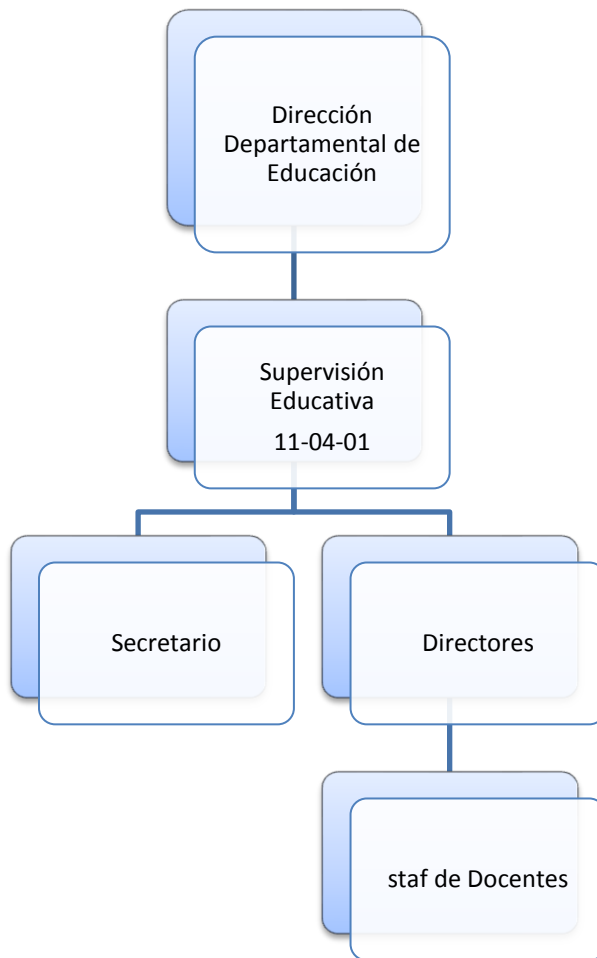 Dirección
Departamental de
Educación
Supervisión
Educativa
11-04-01
Secretario
Directores
staf de Docentes